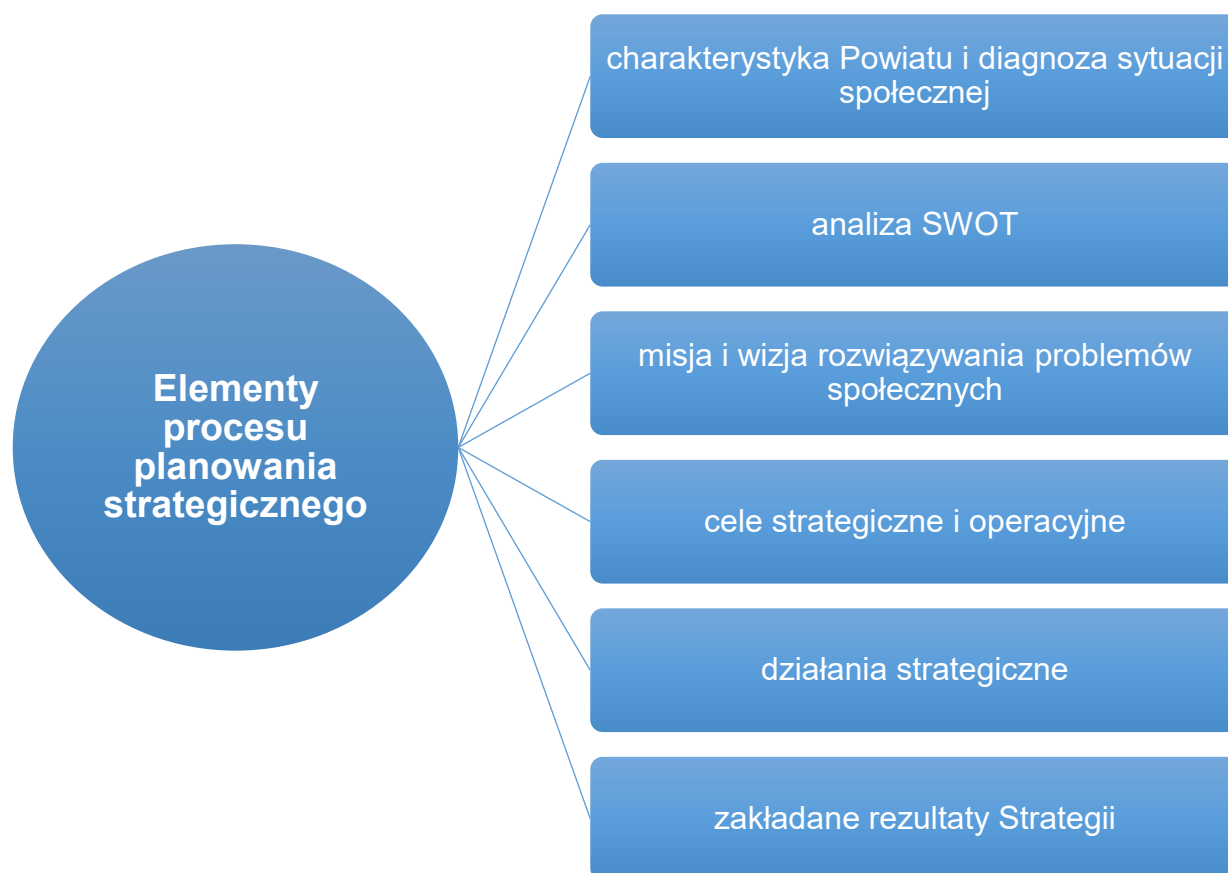 Elementy
procesu
planowania
strategicznego
charakterystyka Powiatu i diagnoza sytuacji
społecznej
analiza SWOT
misja i wizja rozwiązywania problemów
społecznych
cele strategiczne i operacyjne
działania strategiczne
zakładane rezultaty Strategii